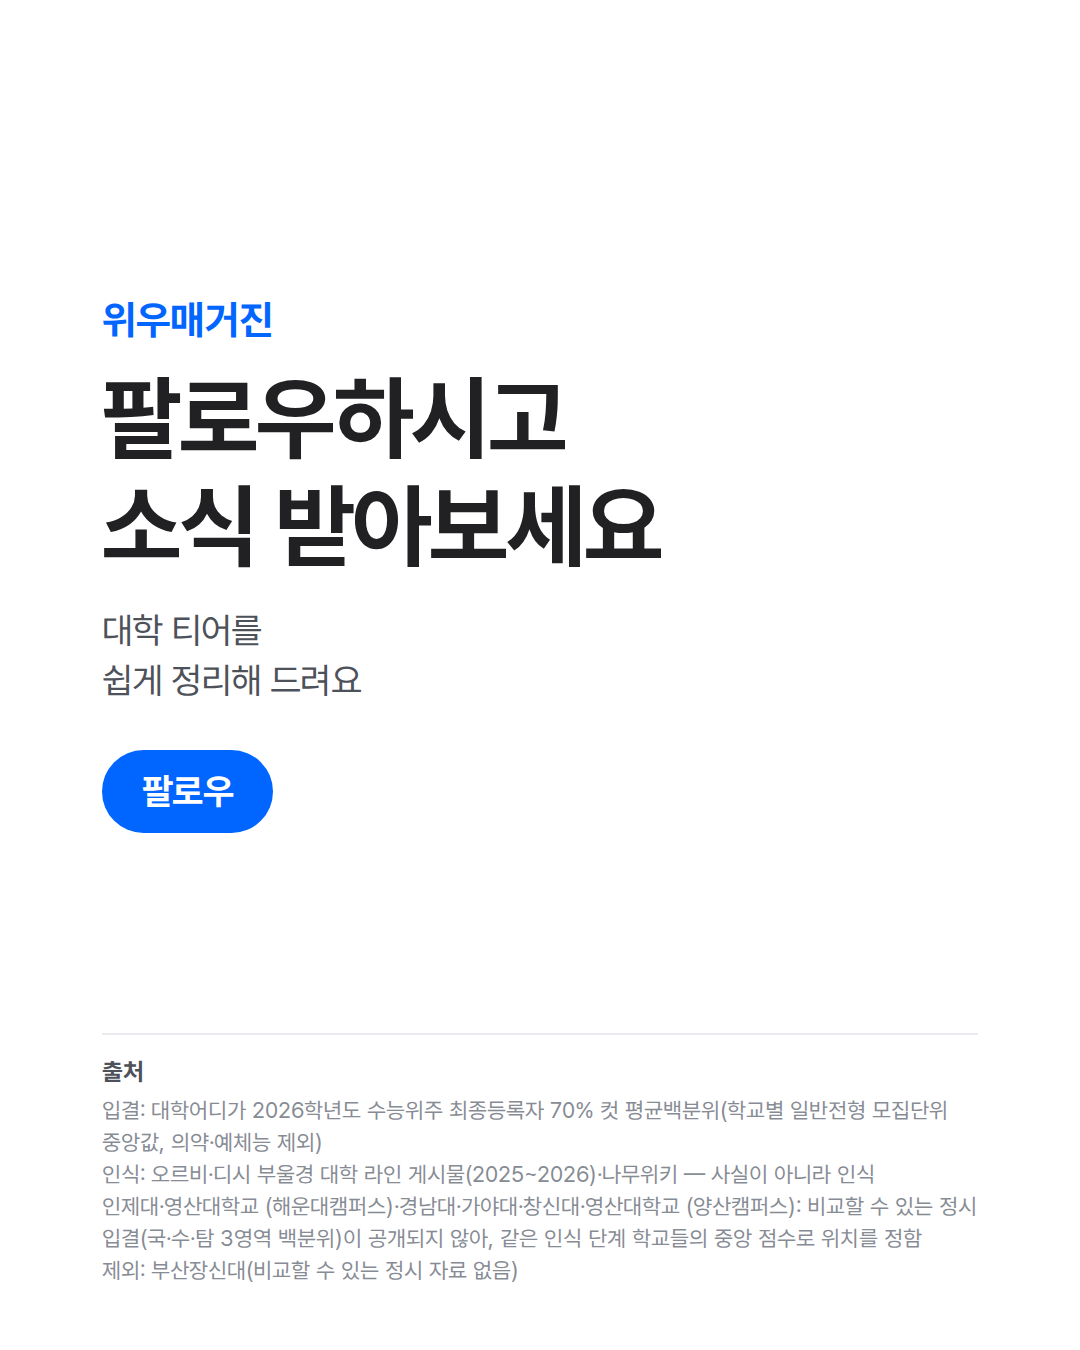 위우매거진
팔로우하시고
소식 받아보세요
대학 티어를
쉽게 정리해 드려요
팔로우
출처
입결: 대학어디가 2026학년도 수능위주 최종등록자 70% 컷 평균백분위(학교별 일반전형 모집단위
중앙값, 의약·예체능 제외)
인식: 오르비·디시 부울경 대학 라인 게시물(2025~2026)·나무위키 — 사실이 아니라 인식
인제대·영산대학교 (해운대캠퍼스)·경남대·가야대·창신대·영산대학교 (양산캠퍼스): 비교할 수 있는 정시
입결(국·수·탐 3영역 백분위)이 공개되지 않아, 같은 인식 단계 학교들의 중앙 점수로 위치를 정함
제외: 부산장신대(비교할 수 있는 정시 자료 없음)